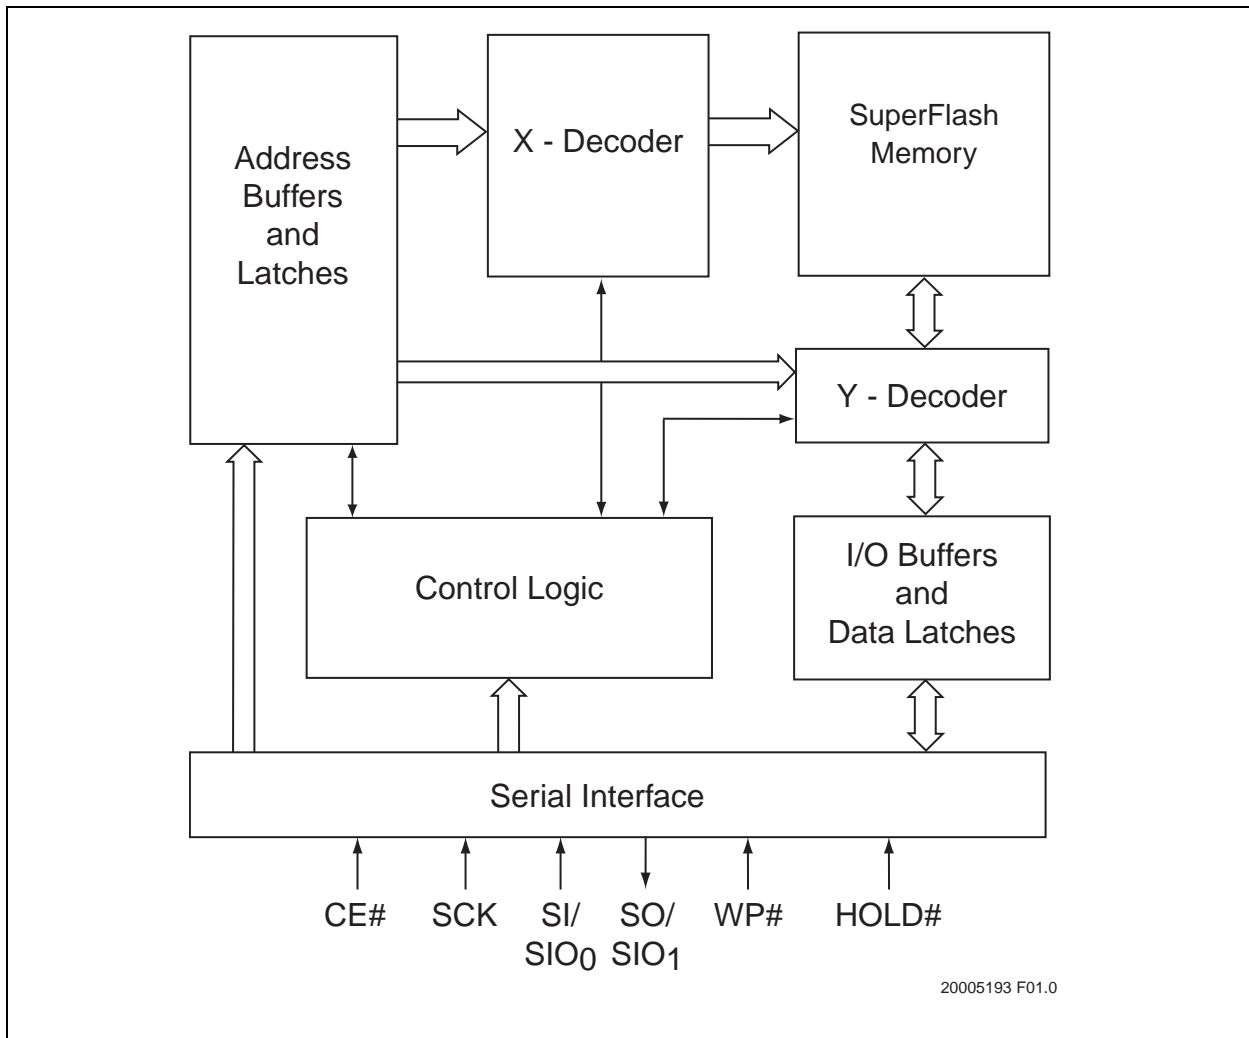 Address
Buffers
and
Latches
X - Decoder
SuperFlash
Memory
Y - Decoder
Control Logic
I/O Buffers
and
Data Latches
Serial Interface
CE#
SCK
SI/
SIO0
SO/
SIO1
WP#
HOLD#
20005193 F01.0